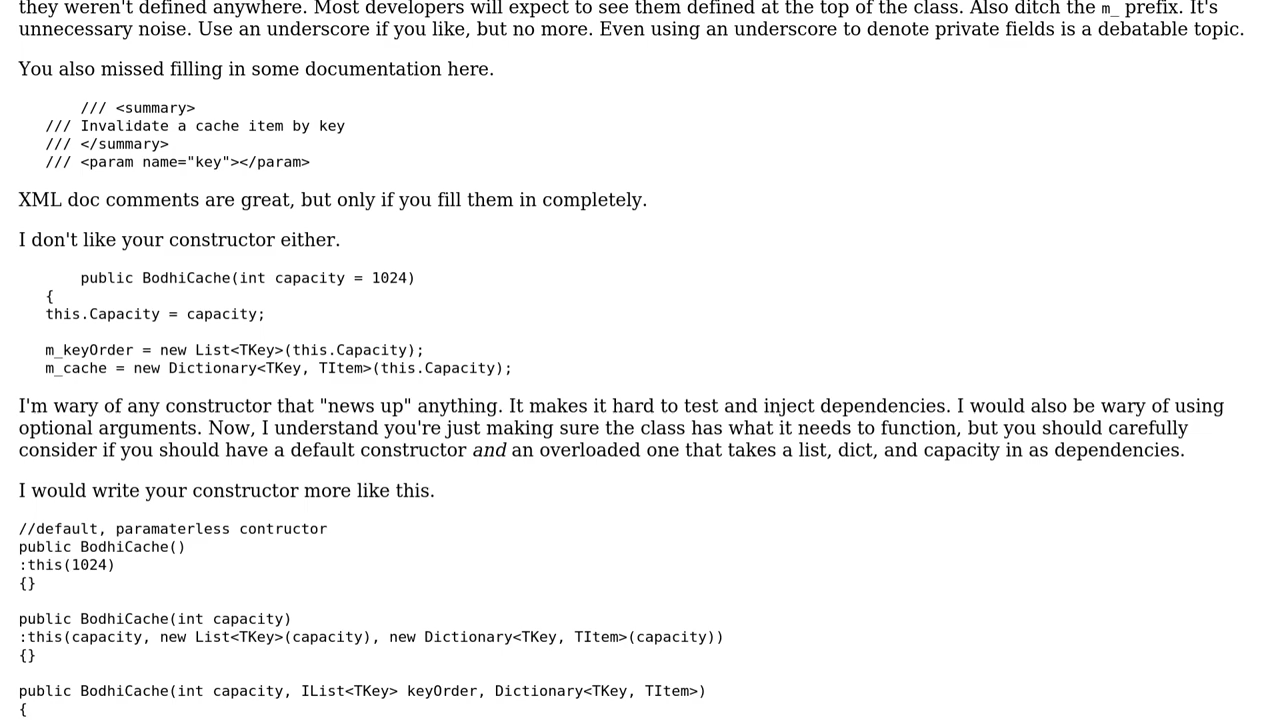 they weren't defined anywhere. Most developers will expect to see them defined at the top of the class. Also ditch the m_ prefix. It's
unnecessary noise. Use an underscore if you like, but no more. Even using an underscore to denote private fields is a debatable topic.
You also missed filling in some documentation here.
/// <summary>
/// Invalidate a cache item by key
/// </summary>
/// <param name="key"></param>
XML doc comments are great, but only if you fill them in completely.
I don't like your constructor either.
public BodhiCache(int capacity = 1024)
{
this.Capacity = capacity;
m_keyOrder = new List<TKey>(this.Capacity);
m_cache = new Dictionary<TKey, TItem>(this.Capacity);
I'm wary of any constructor that "news up" anything. It makes it hard to test and inject dependencies. I would also be wary of using
optional arguments. Now, I understand you're just making sure the class has what it needs to function, but you should carefully
consider if you should have a default constructor and an overloaded one that takes a list, dict, and capacity in as dependencies.
I would write your constructor more like this.
//default, paramaterless contructor
public BodhiCache()
:this(1024)
{}
public BodhiCache(int capacity)
:this(capacity, new List<TKey>(capacity), new Dictionary<TKey, TItem>(capacity))
{}
public BodhiCache(int capacity, IList<TKey> keyOrder, Dictionary<TKey, TItem>)
{